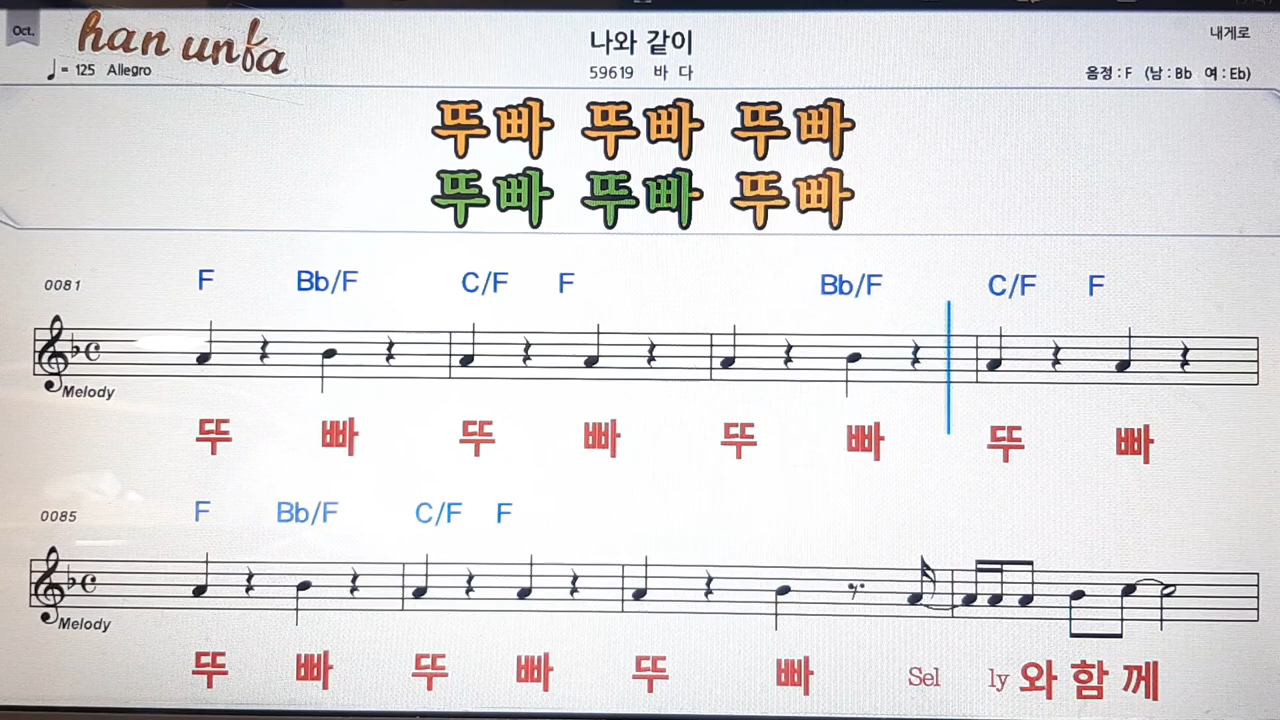 Oct.
han unfa
내게로
나와 같이
= 125 Allegro
59619 바 다
음정 : F (남 : Bb 여 : Eb)
뚜빠 뚜빠 뚜빠
뚜빠 뚜빠 뚜빠
0081 F Bb/F C/F F Bb/F C/F F
Melody
뚜 빠 뚜 빠 뚜 빠 뚜 빠
0085 F Bb/F C/F F
Melody
뚜 빠 뚜 빠 뚜 빠 Sel ly 와 함 께